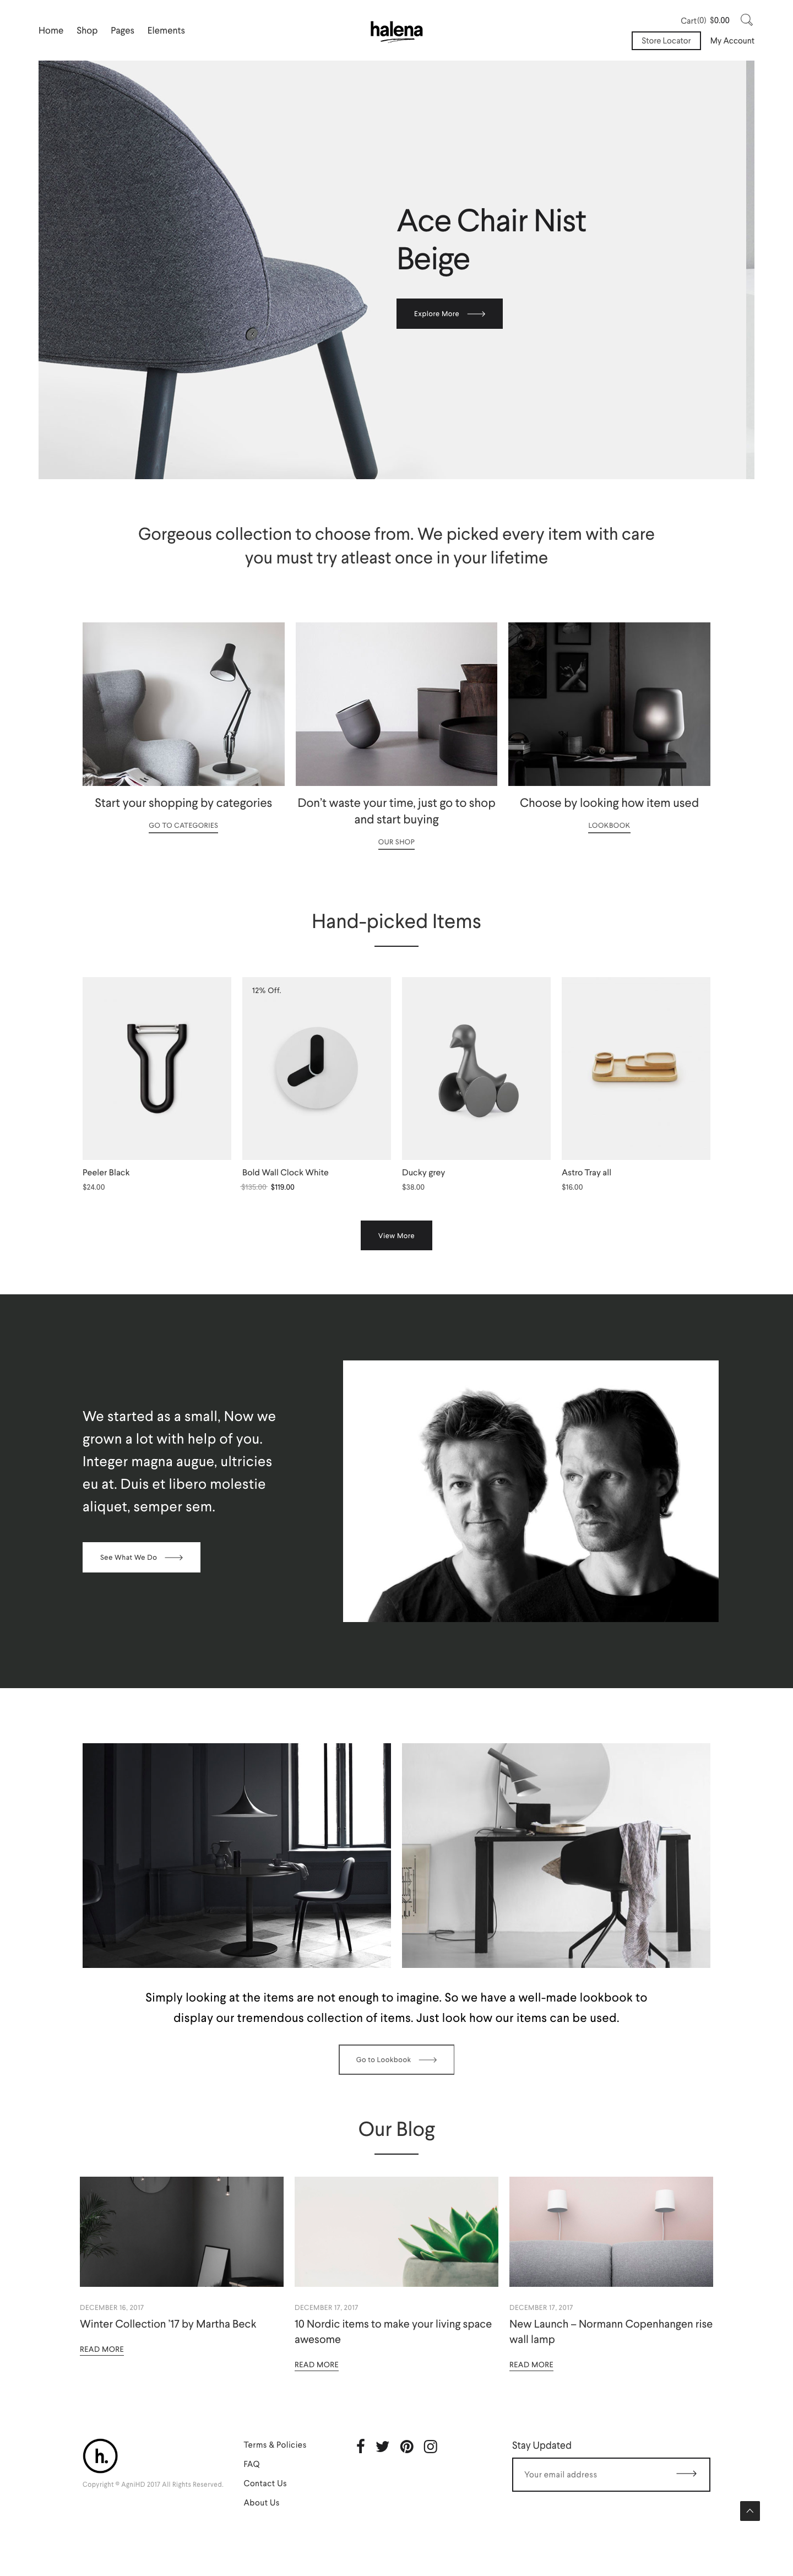 Home Shop Pages Elements
halena
Cart(0) $0.00
Store Locator My Account
Ace Chair Nist
Beige
Explore More
Gorgeous collection to choose from. We picked every item with care
you must try atleast once in your lifetime
Start your shopping by categories
GO TO CATEGORIES
Don't waste your time, just go to shop
and start buying
OUR SHOP
Choose by looking how item used
LOOKBOOK
Hand-picked Items
12% Off.
Peeler Black
$24.00
Bold Wall Clock White
$135.00 $119.00
Ducky grey
$38.00
Astro Tray all
$16.00
View More
We started as a small, Now we
grown a lot with help of you.
Integer magna augue, ultricies
eu at. Duis et libero molestie
aliquet, semper sem.
See What We Do
Simply looking at the items are not enough to imagine. So we have a well-made lookbook to
display our tremendous collection of items. Just look how our items can be used.
Go to Lookbook
Our Blog
DECEMBER 16, 2017
Winter Collection '17 by Martha Beck
READ MORE
DECEMBER 17, 2017
10 Nordic items to make your living space
awesome
READ MORE
DECEMBER 17, 2017
New Launch – Normann Copenhangen rise
wall lamp
READ MORE
h.
Copyright © AgniHD 2017 All Rights Reserved.
Terms & Policies
FAQ
Contact Us
About Us
Stay Updated
Your email address